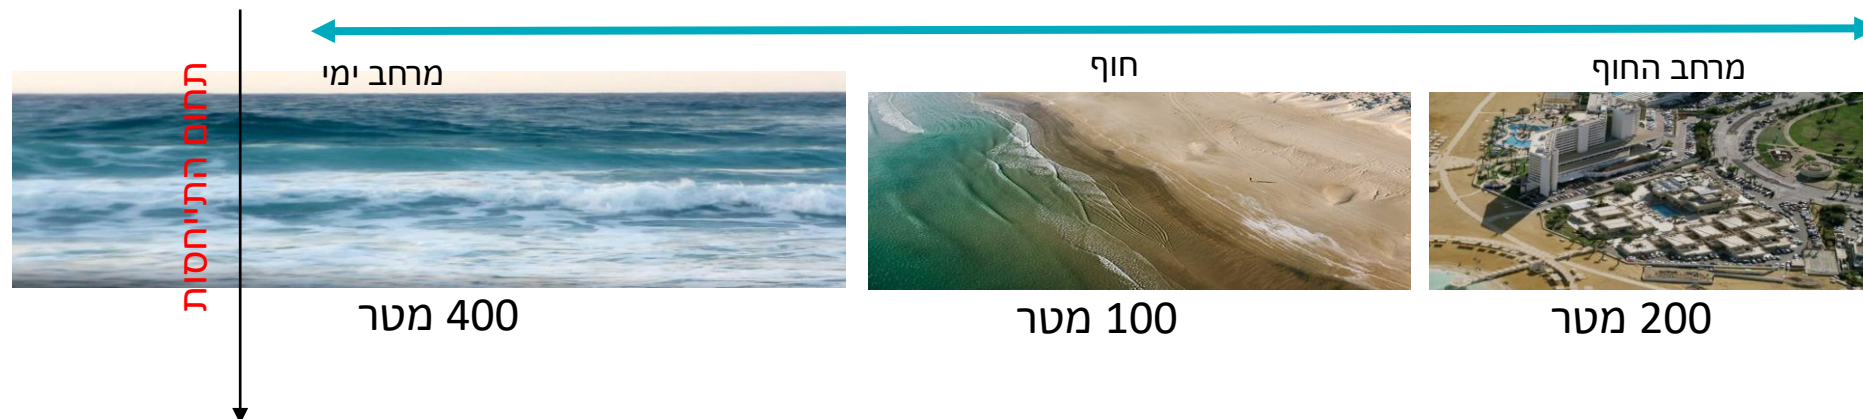 מרחב החוף
חוף
מרחב ימי
תחום התייחסות
200 מטר
100 מטר
400 מטר